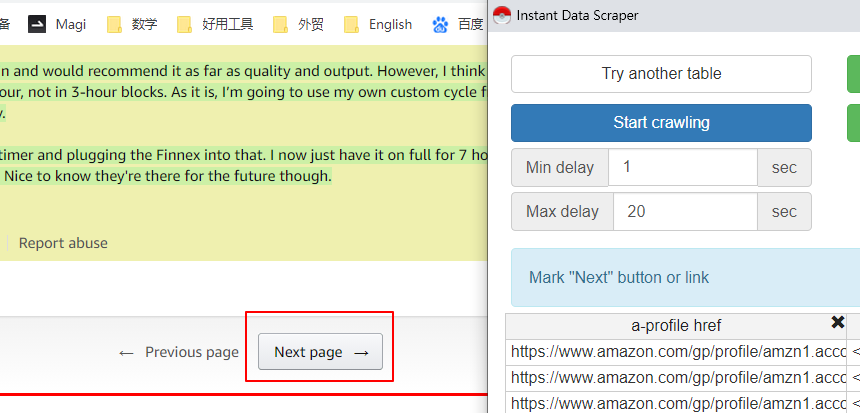 备 Magi 数学 好用工具 外贸 English 百度
n and would recommend it as far as quality and output. However, I think
our, not in 3-hour blocks. As it is, I'm going to use my own custom cycle f
y.
timer and plugging the Finnex into that. I now just have it on full for 7 ho
Nice to know they're there for the future though.
Report abuse
← Previous page
Next page →
Instant Data Scraper
Try another table
Start crawling
Min delay 1 sec
Max delay 20 sec
Mark "Next" button or link
a-profile href
https://www.amazon.com/gp/profile/amzn1.acco <
https://www.amazon.com/gp/profile/amzn1.acco <
https://www.amazon.com/gp/profile/amzn1.acco <